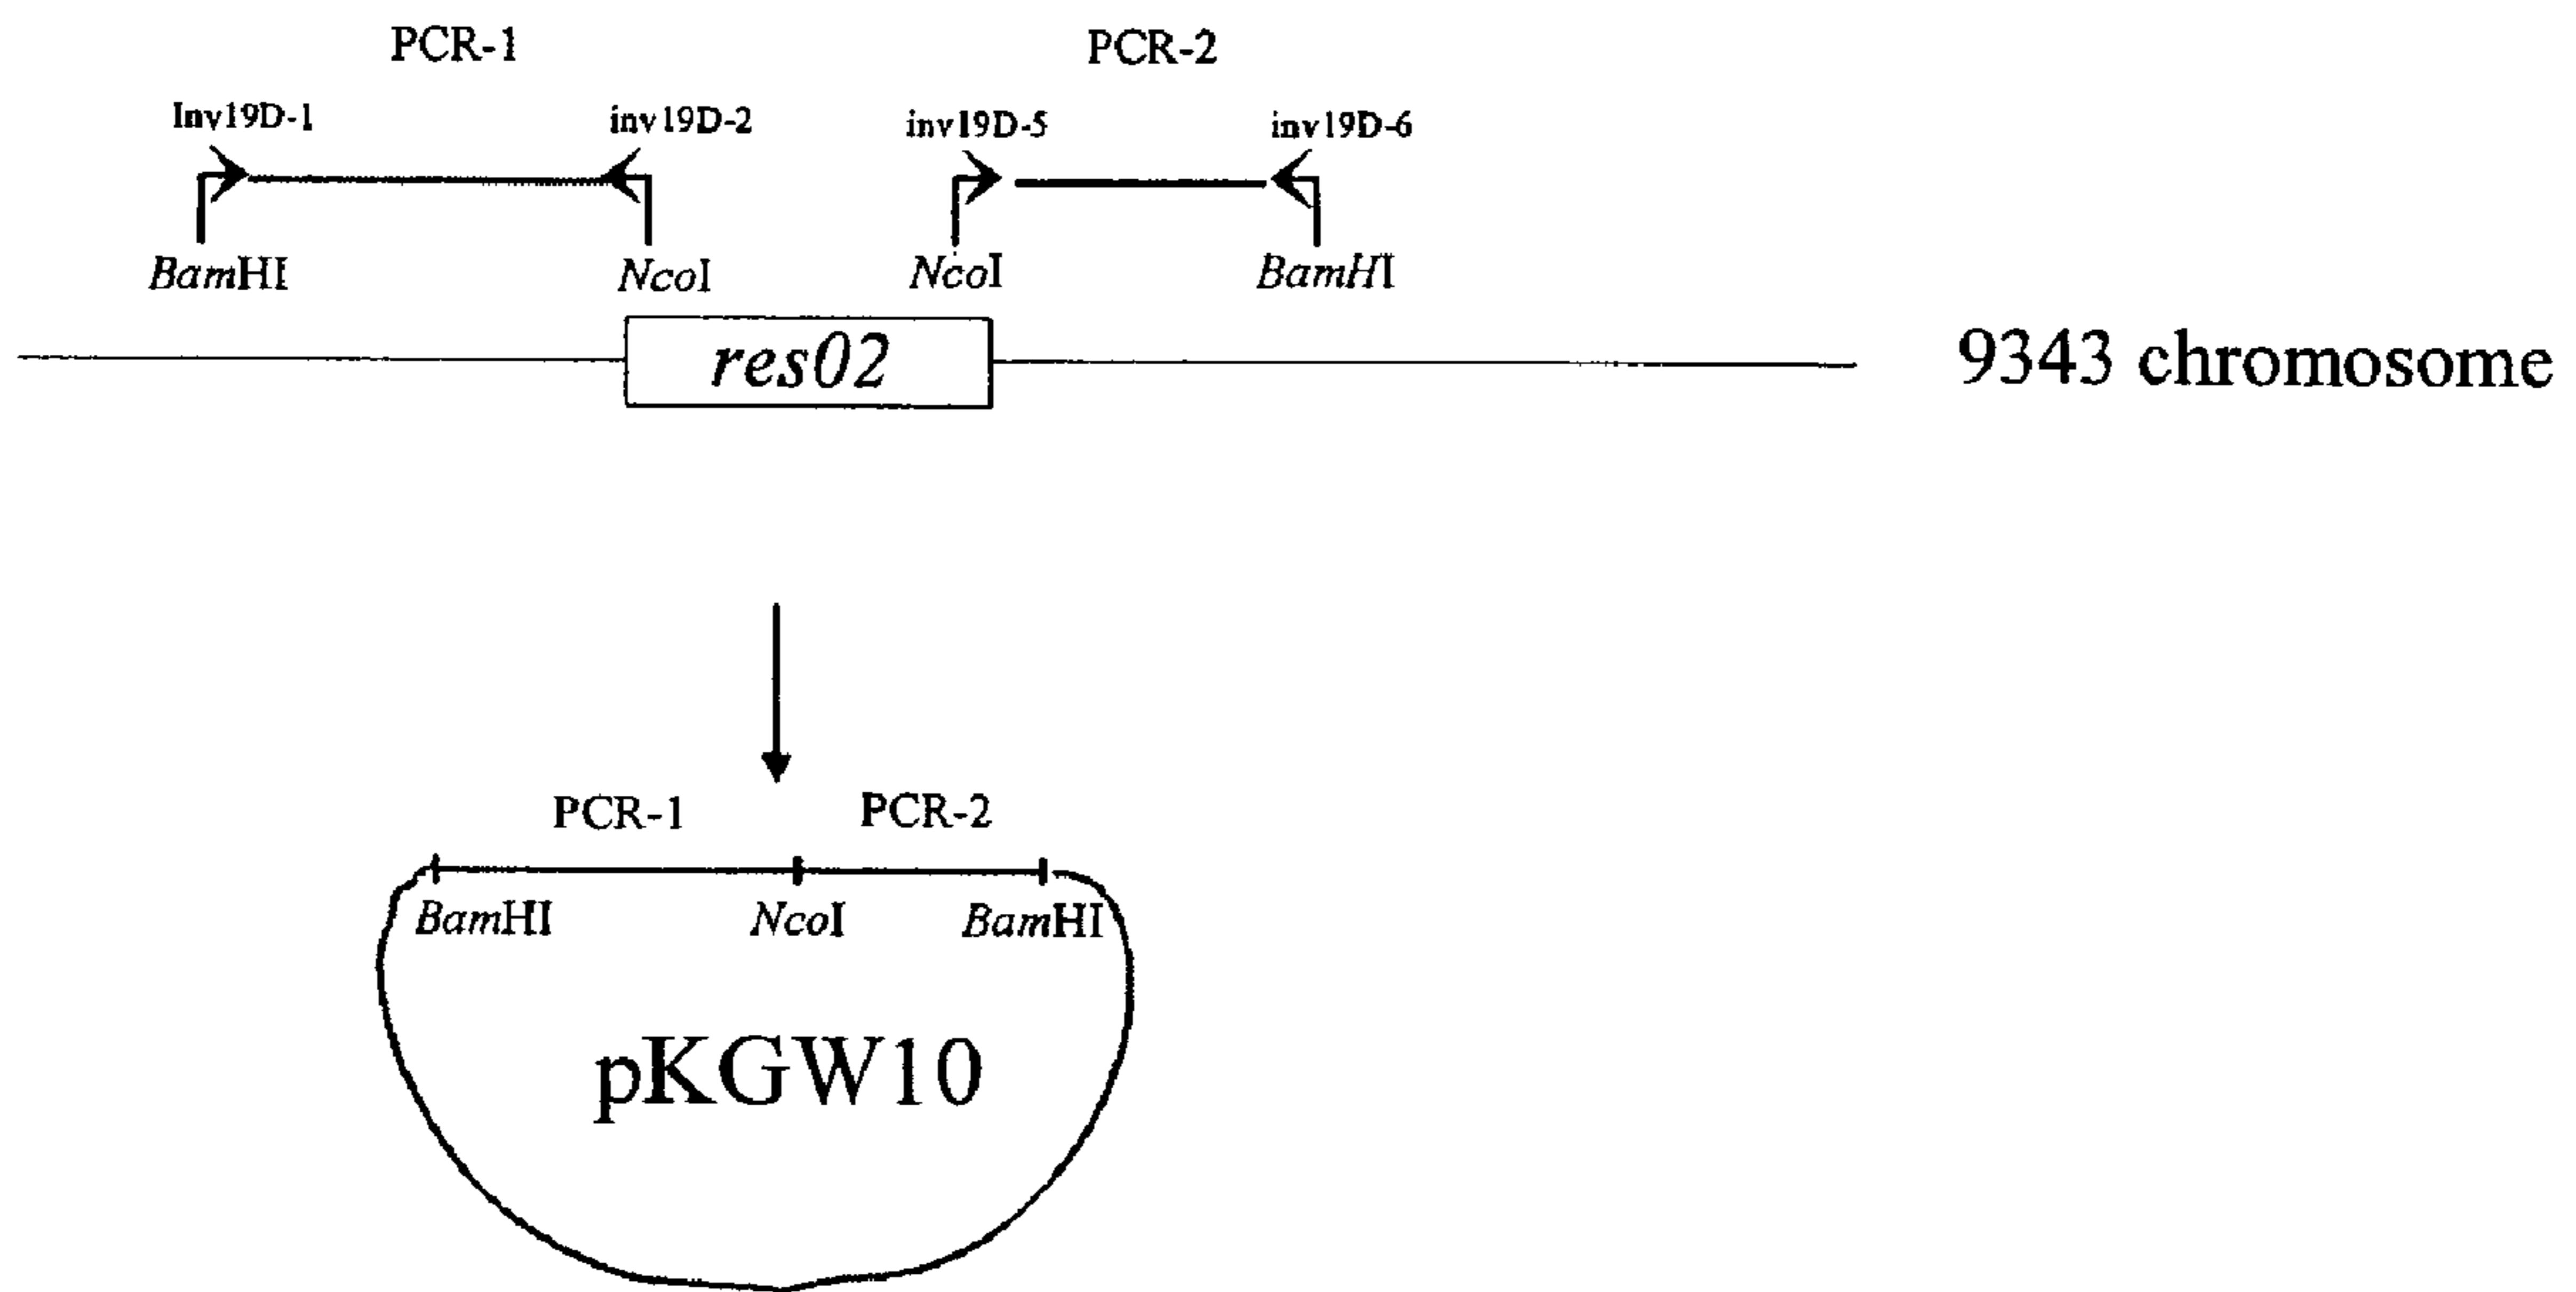 PCR-1 PCR-2
Inv19D-1 inv19D-2 inv19D-5 inv19D-6
BamHI NcoI NcoI BamHI
res02 9343 chromosome
PCR-1 PCR-2
BamHI NcoI BamHI
pKGW10